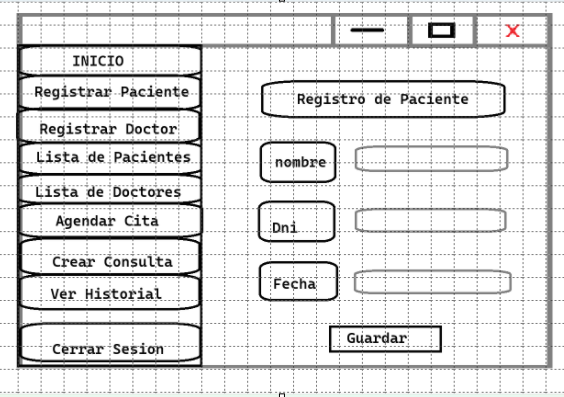 INICIO
Registrar Paciente
Registrar Doctor
Lista de Pacientes
Lista de Doctores
Agendar Cita
Crear Consulta
Ver Historial
Cerrar Sesion
Registro de Paciente
nombre
Dni
Fecha
Guardar